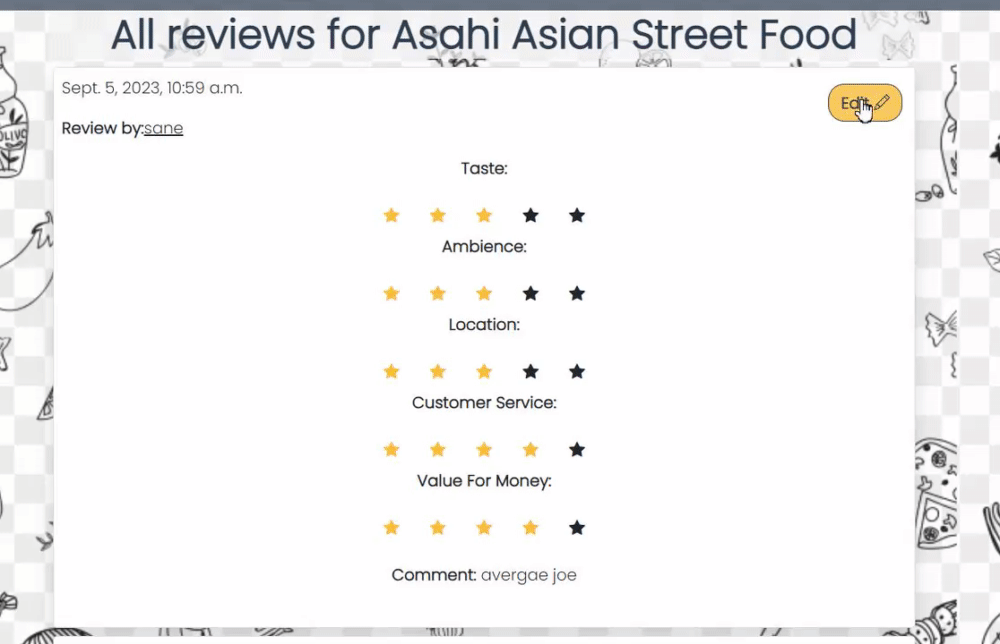 All reviews for Asahi Asian Street Food
Sept. 5, 2023, 10:59 a.m.
Edit
Review by:sane
Taste:
Ambience:
Location:
Customer Service:
Value For Money:
Comment: avergae joe